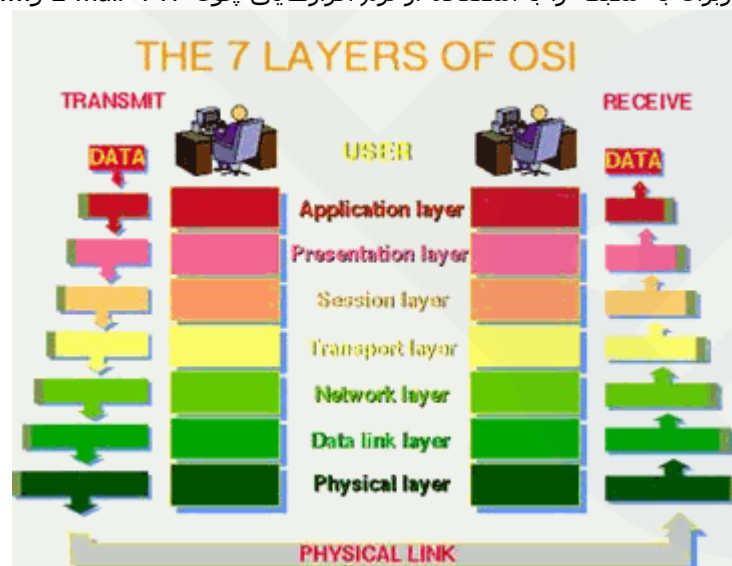 THE 7 LAYERS OF OSI
TRANSMIT
RECEIVE
USER
DATA
DATA
Application layer
Presentation layer
Session layer
Transport layer
Network layer
Data link layer
Physical layer
PHYSICAL LINK